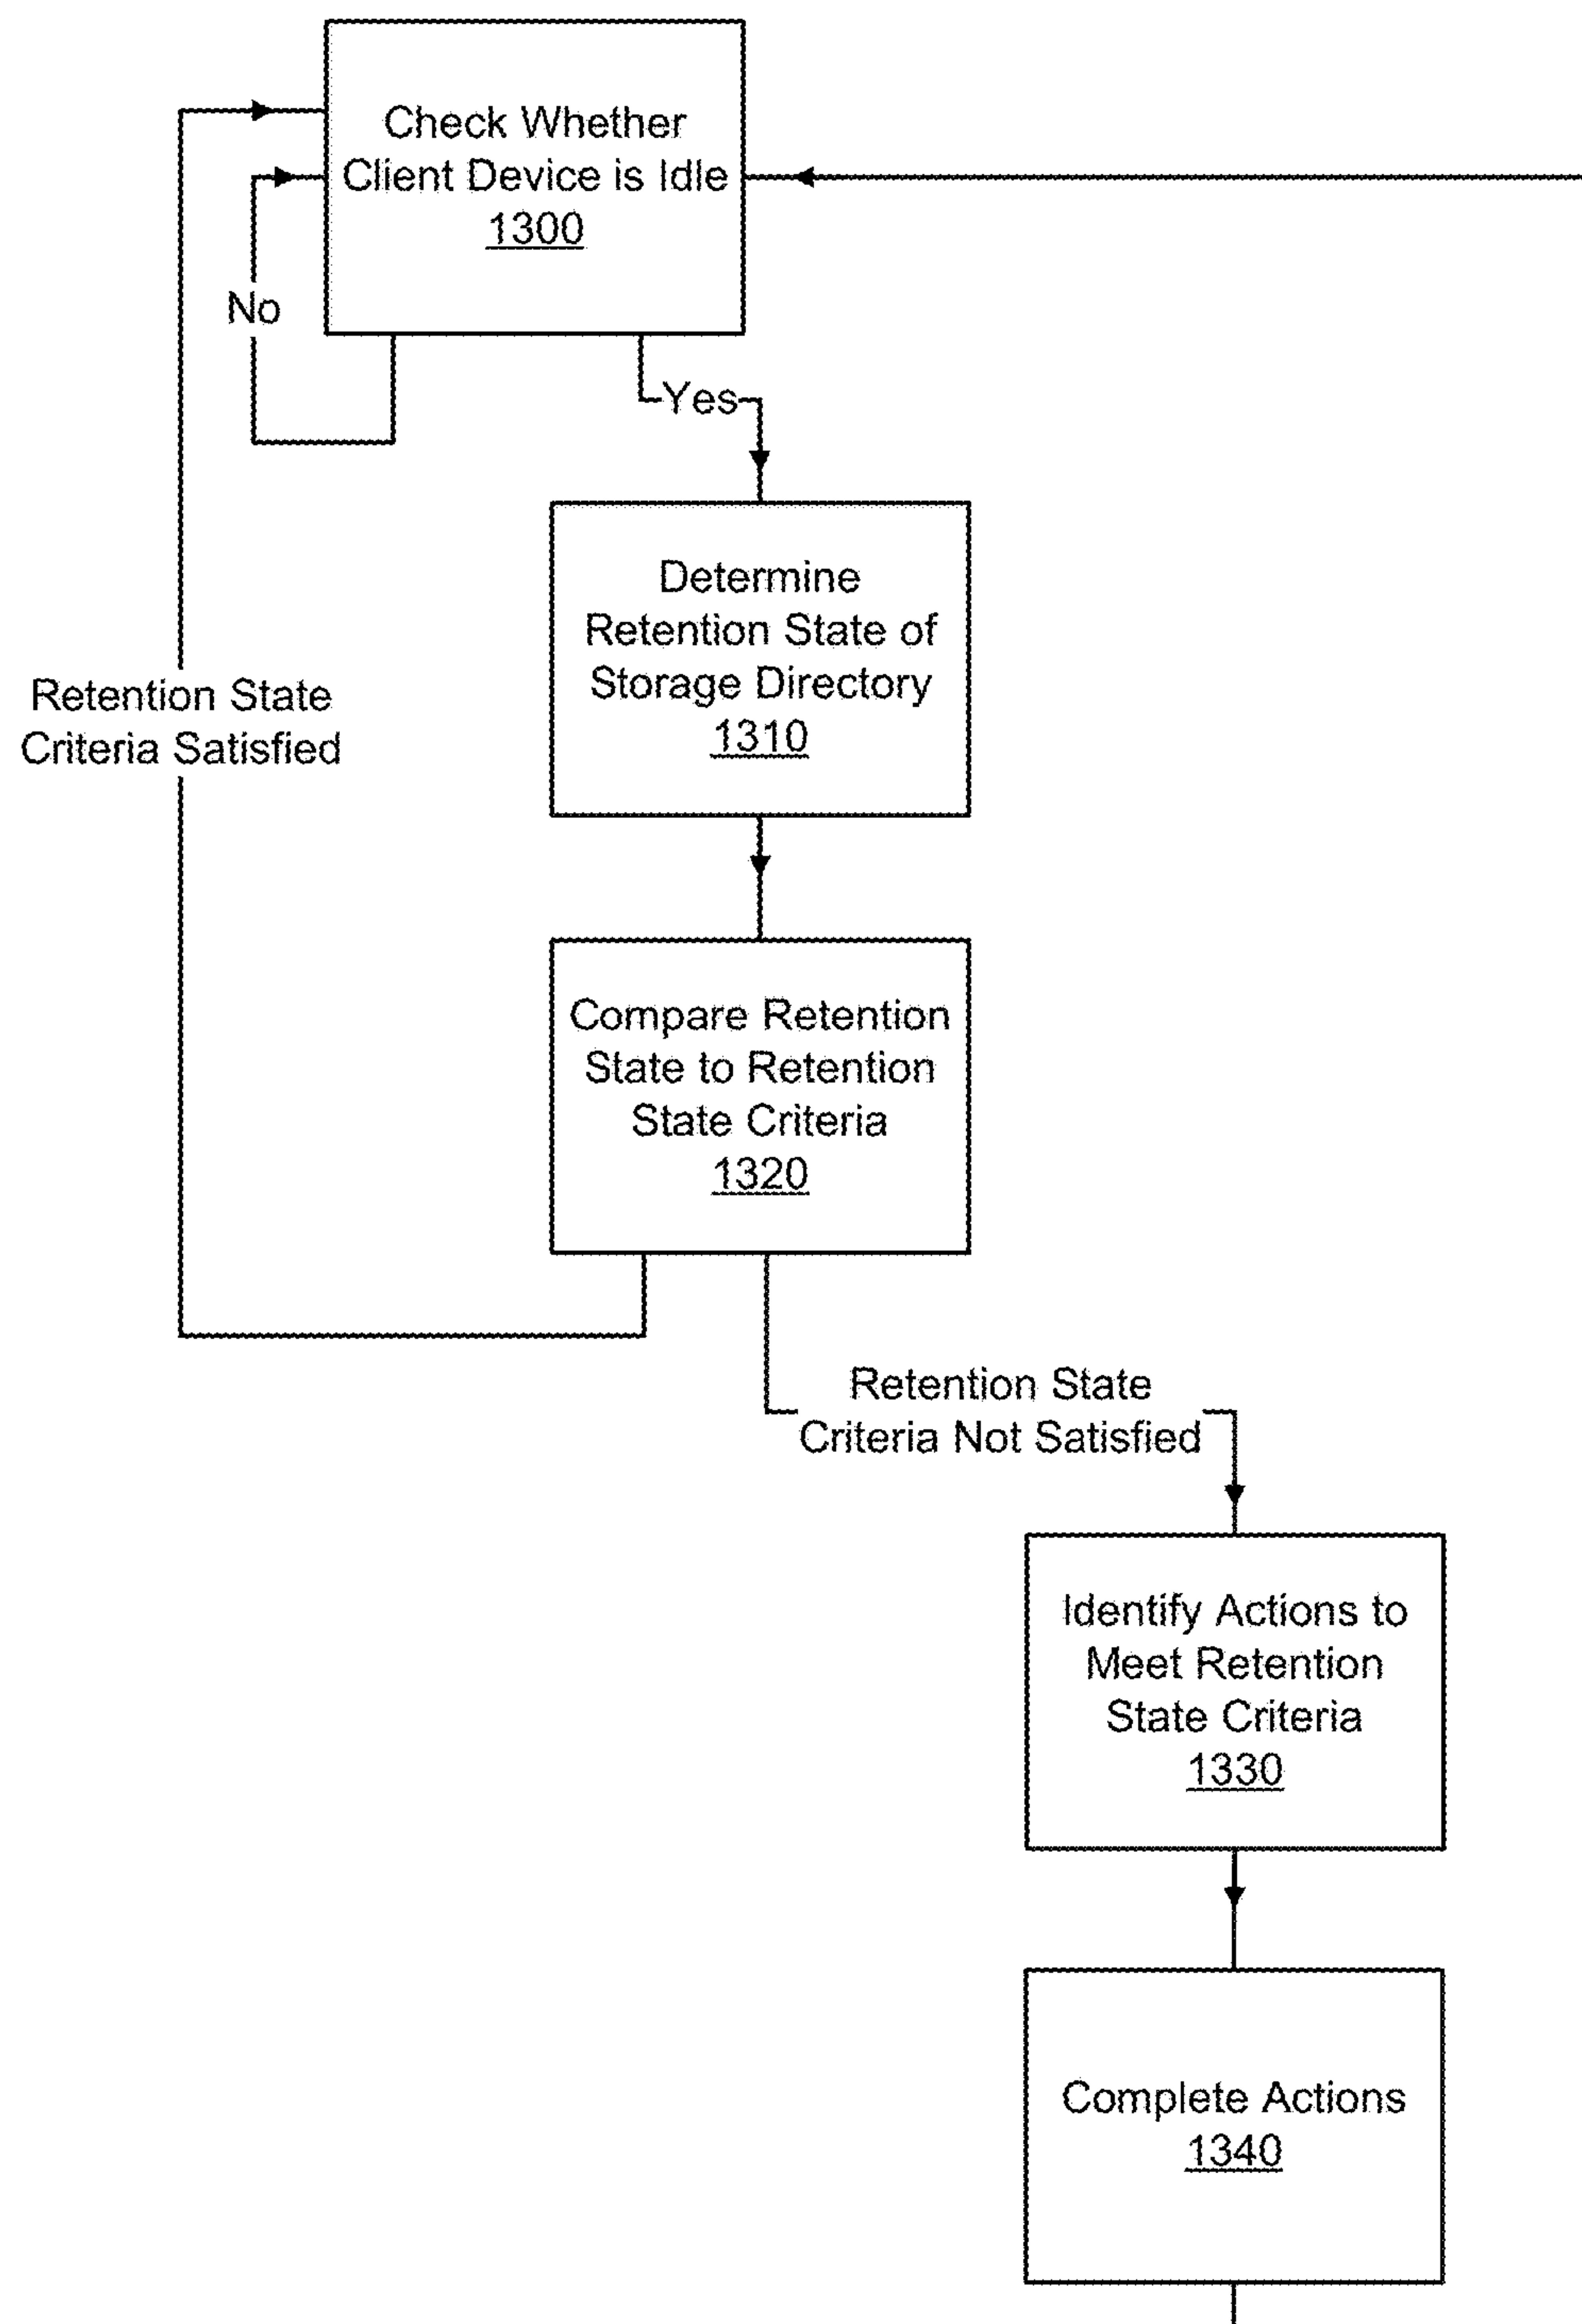 Check Whether
Client Device is Idle
1300
No
Yes
Determine
Retention State of
Storage Directory
1310
Retention State
Criteria Satisfied
Compare Retention
State to Retention
State Criteria
1320
Retention State
Criteria Not Satisfied
Identify Actions to
Meet Retention
State Criteria
1330
Complete Actions
1340